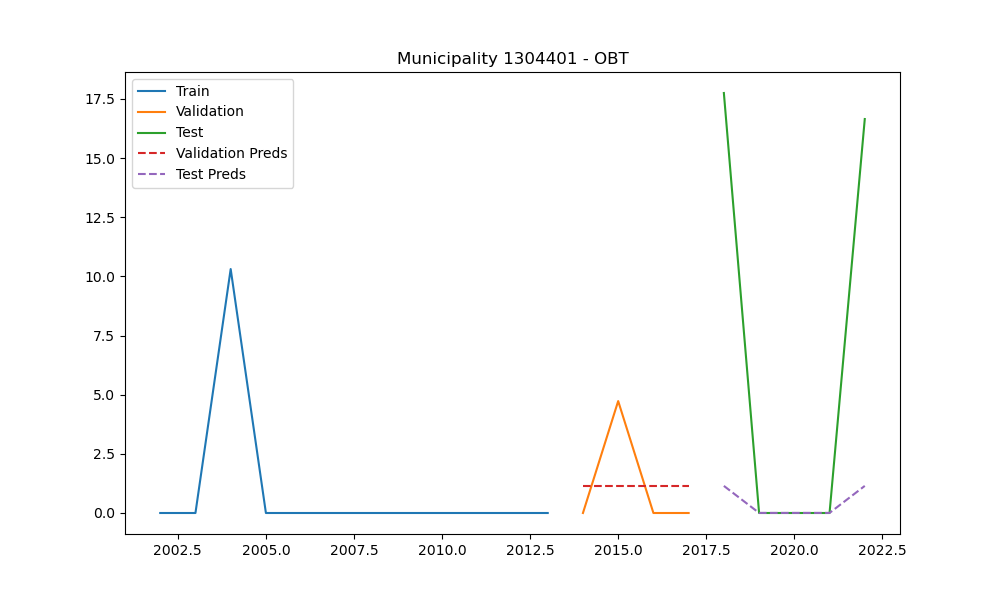 Municipality 1304401 - OBT
Train
Validation
Test
Validation Preds
Test Preds
17.5
15.0
12.5
10.0
7.5
5.0
2.5
0.0
2002.5 2005.0 2007.5 2010.0 2012.5 2015.0 2017.5 2020.0 2022.5